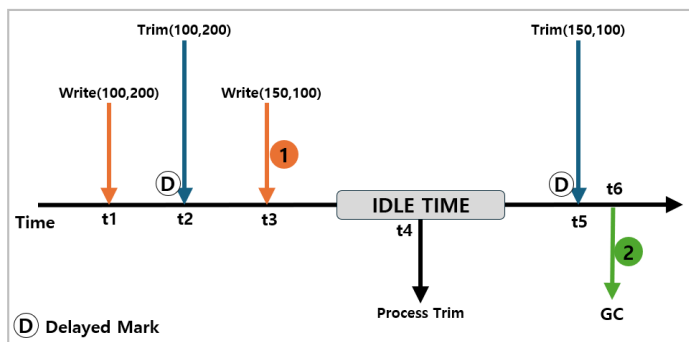 Trim(100,200)
Trim(150,100)
Write(100,200)
Write(150,100)
1
D
D
t6
IDLE TIME
Time
t1
t2
t3
t4
t5
2
Process Trim
GC
D Delayed Mark